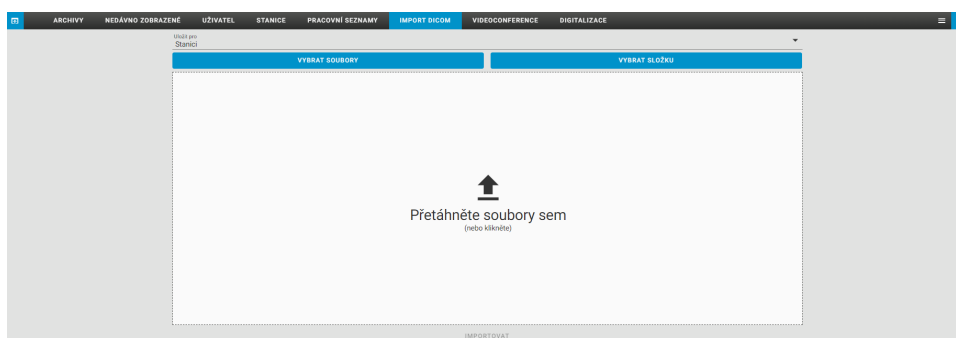 ARCHIVY NEDÁVNO ZOBRAZENÉ UŽIVATEL STANICE PRACOVNÍ SEZNAMY IMPORT DICOM VIDEOCONFERENCE DIGITALIZACE
Uložit pro
Stanici
VYBRAT SOUBORY VYBRAT SLOŽKU
Přetáhněte soubory sem
(nebo klikněte)
IMPORTOVAT